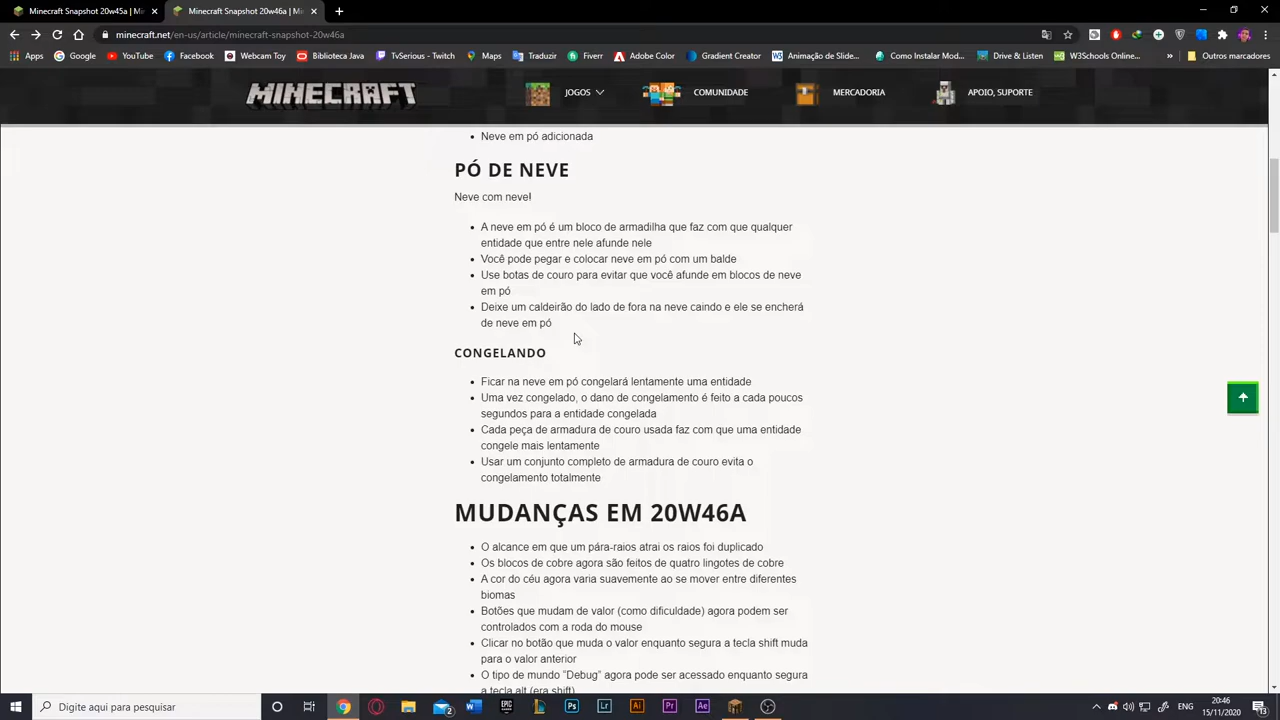 Minecraft Snapshot 20w45a | Minec
Minecraft Snapshot 20w46a | Minec
minecraft.net/en-us/article/minecraft-snapshot-20w46a
Apps
Gmail
YouTube
Facebook
Webcam Toy
Biblioteca Java
TvSerious - Twitch
Maps
Traduzir
Fiverr
Adobe Color
Gradient Creator
Animação de Slide...
Como Instalar Mod...
Drive & Listen
W3Schools Online...
Outros marcadores
MINECRAFT
JOGOS
COMUNIDADE
MERCADORIA
APOIO, SUPORTE
Neve em pó adicionada
PÓ DE NEVE
Neve com neve!
A neve em pó é um bloco de armadilha que faz com que qualquer
entidade que entre nele afunde nele
Você pode pegar e colocar neve em pó com um balde
Use botas de couro para evitar que você afunde em blocos de neve
em pó
Deixe um caldeirão do lado de fora na neve caindo e ele se encherá
de neve em pó
CONGELANDO
Ficar na neve em pó congelará lentamente uma entidade
Uma vez congelado, o dano de congelamento é feito a cada poucos
segundos para a entidade congelada
Cada peça de armadura de couro usada faz com que uma entidade
congele mais lentamente
Usar um conjunto completo de armadura de couro evita o
congelamento totalmente
MUDANÇAS EM 20W46A
O alcance em que um pára-raios atrai os raios foi duplicado
Os blocos de cobre agora são feitos de quatro lingotes de cobre
A cor do céu agora varia suavemente ao se mover entre diferentes
biomas
Botões que mudam de valor (como dificuldade) agora podem ser
controlados com a roda do mouse
Clicar no botão que muda o valor enquanto segura a tecla shift muda
para o valor anterior
O tipo de mundo "Debug" agora pode ser acessado enquanto segura
a tecla alt (era shift)
Digite aqui para pesquisar
20:46
15/11/2020